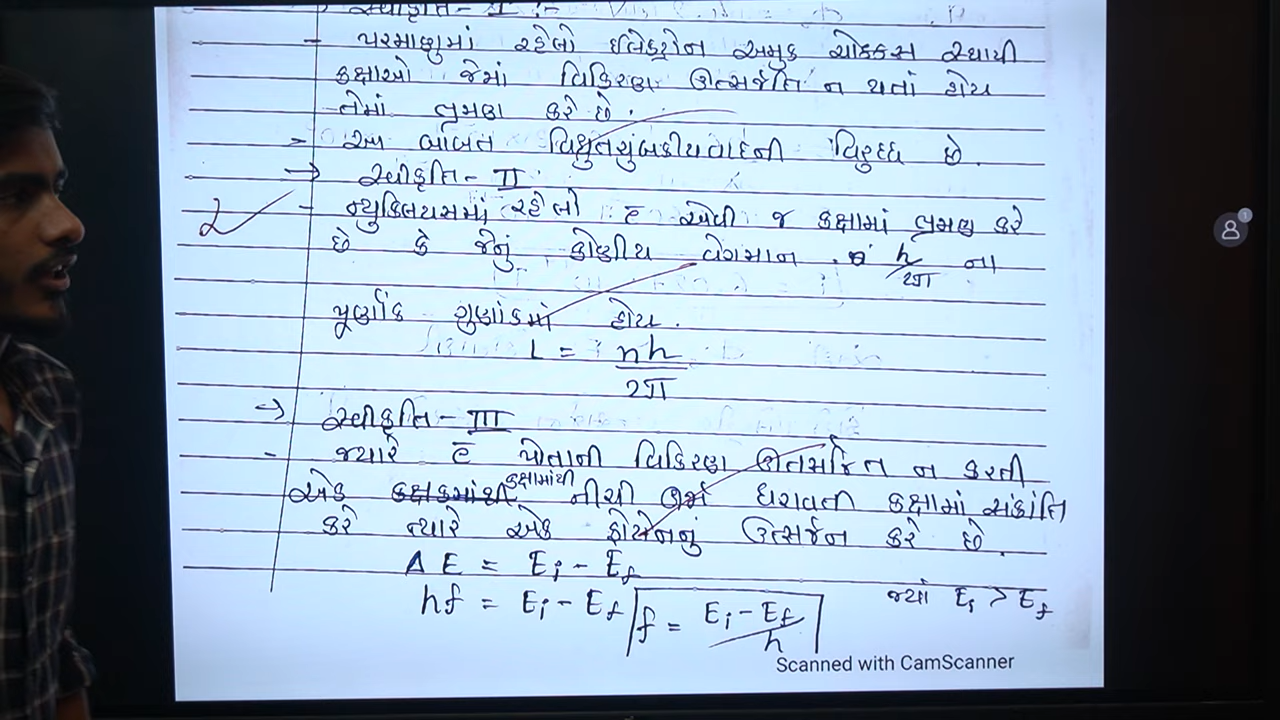 સ્વીકૃતિ - I :-
- પરમાણુમાં રહેલો ઇલેક્ટ્રોન અમુક ચોક્કસ સ્થાયી
કક્ષાઓ જેમાં વિકિરણ ઉત્સર્જીત ન થતાં હોય
તેમાં ભ્રમણ કરે છે.
- આ બાબત વિધુતચુંબકીયવાદની વિરુદ્ધ છે.
→ સ્વીકૃતિ - II
- ન્યુક્લિયસમાં રહેલો e̅ એવી જ કક્ષામાં ભ્રમણ કરે
2 ✓
છે કે જેનું કોણીય વેગમાન h/2π ના
પૂર્ણાંક ગુણાંકમાં હોય.
L = nh/2π
→ સ્વીકૃતિ - III
- જ્યારે e̅ પોતાની વિકિરણ ઉત્સર્જિત ન કરતી
એક કક્ષામાંથી નીચી ઉર્જા ધરાવતી કક્ષામાં સંક્રાંતિ
કરે ત્યારે એક ફોટોનનું ઉત્સર્જન કરે છે.
ΔE = Ei - Ef
hf = Ei - Ef f = Ei - Ef/h જ્યાં Ei > Ef
Scanned with CamScanner
1